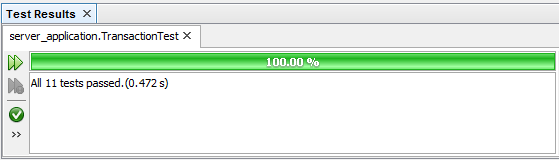 Test Results
server_application.TransactionTest
100.00 %
All 11 tests passed.(0.472 s)